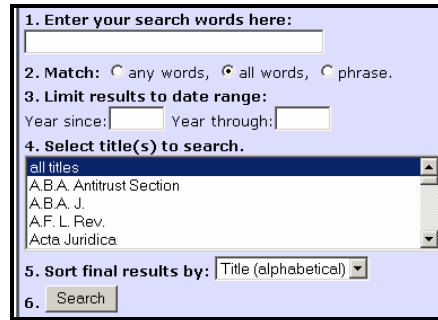 1. Enter your search words here:
2. Match: any words, all words, phrase.
3. Limit results to date range:
Year since: Year through:
4. Select title(s) to search.
all titles
A.B.A. Antitrust Section
A.B.A. J.
A.F. L. Rev.
Acta Juridica
5. Sort final results by: Title (alphabetical)
6. Search